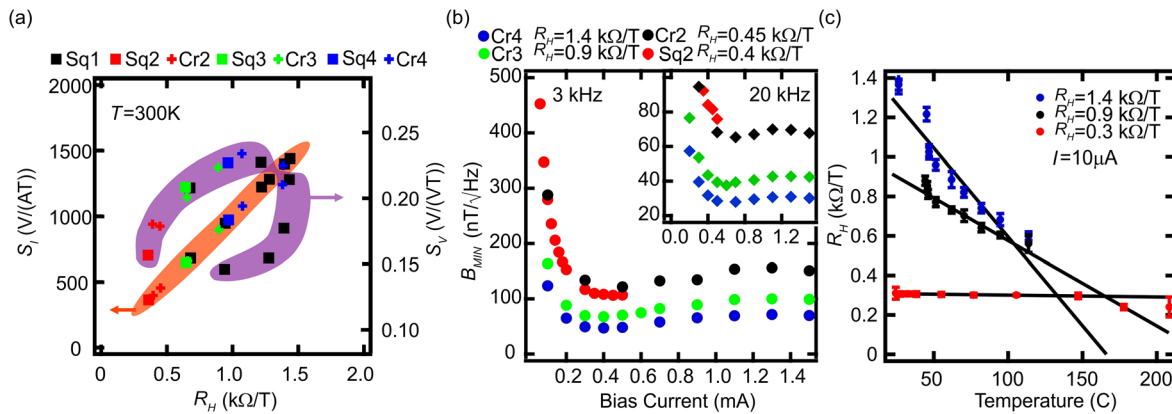 (a)
Sq1 Sq2 Cr2 Sq3 Cr3 Sq4 Cr4
T=300K
S_I (V/(AT))
2000
1500
1000
500
0
0.25
0.20
0.15
0.10
S_V (V/(VT))
0.0 0.5 1.0 1.5 2.0
R_H (kΩ/T)
(b)
Cr4 R_H=1.4 kΩ/T Cr2 R_H=0.45 kΩ/T
Cr3 R_H=0.9 kΩ/T Sq2 R_H=0.4 kΩ/T
B_MIN (nT/√Hz)
500
400
300
200
100
0
3 kHz
20 kHz
80
60
40
20
0.0 0.4 0.8 1.2
0.2 0.4 0.6 0.8 1.0 1.2 1.4
Bias Current (mA)
(c)
R_H (kΩ/T)
1.4
1.2
1.0
0.8
0.6
0.4
0.2
0.0
R_H=1.4 kΩ/T
R_H=0.9 kΩ/T
R_H=0.3 kΩ/T
I=10µA
50 100 150 200
Temperature (C)